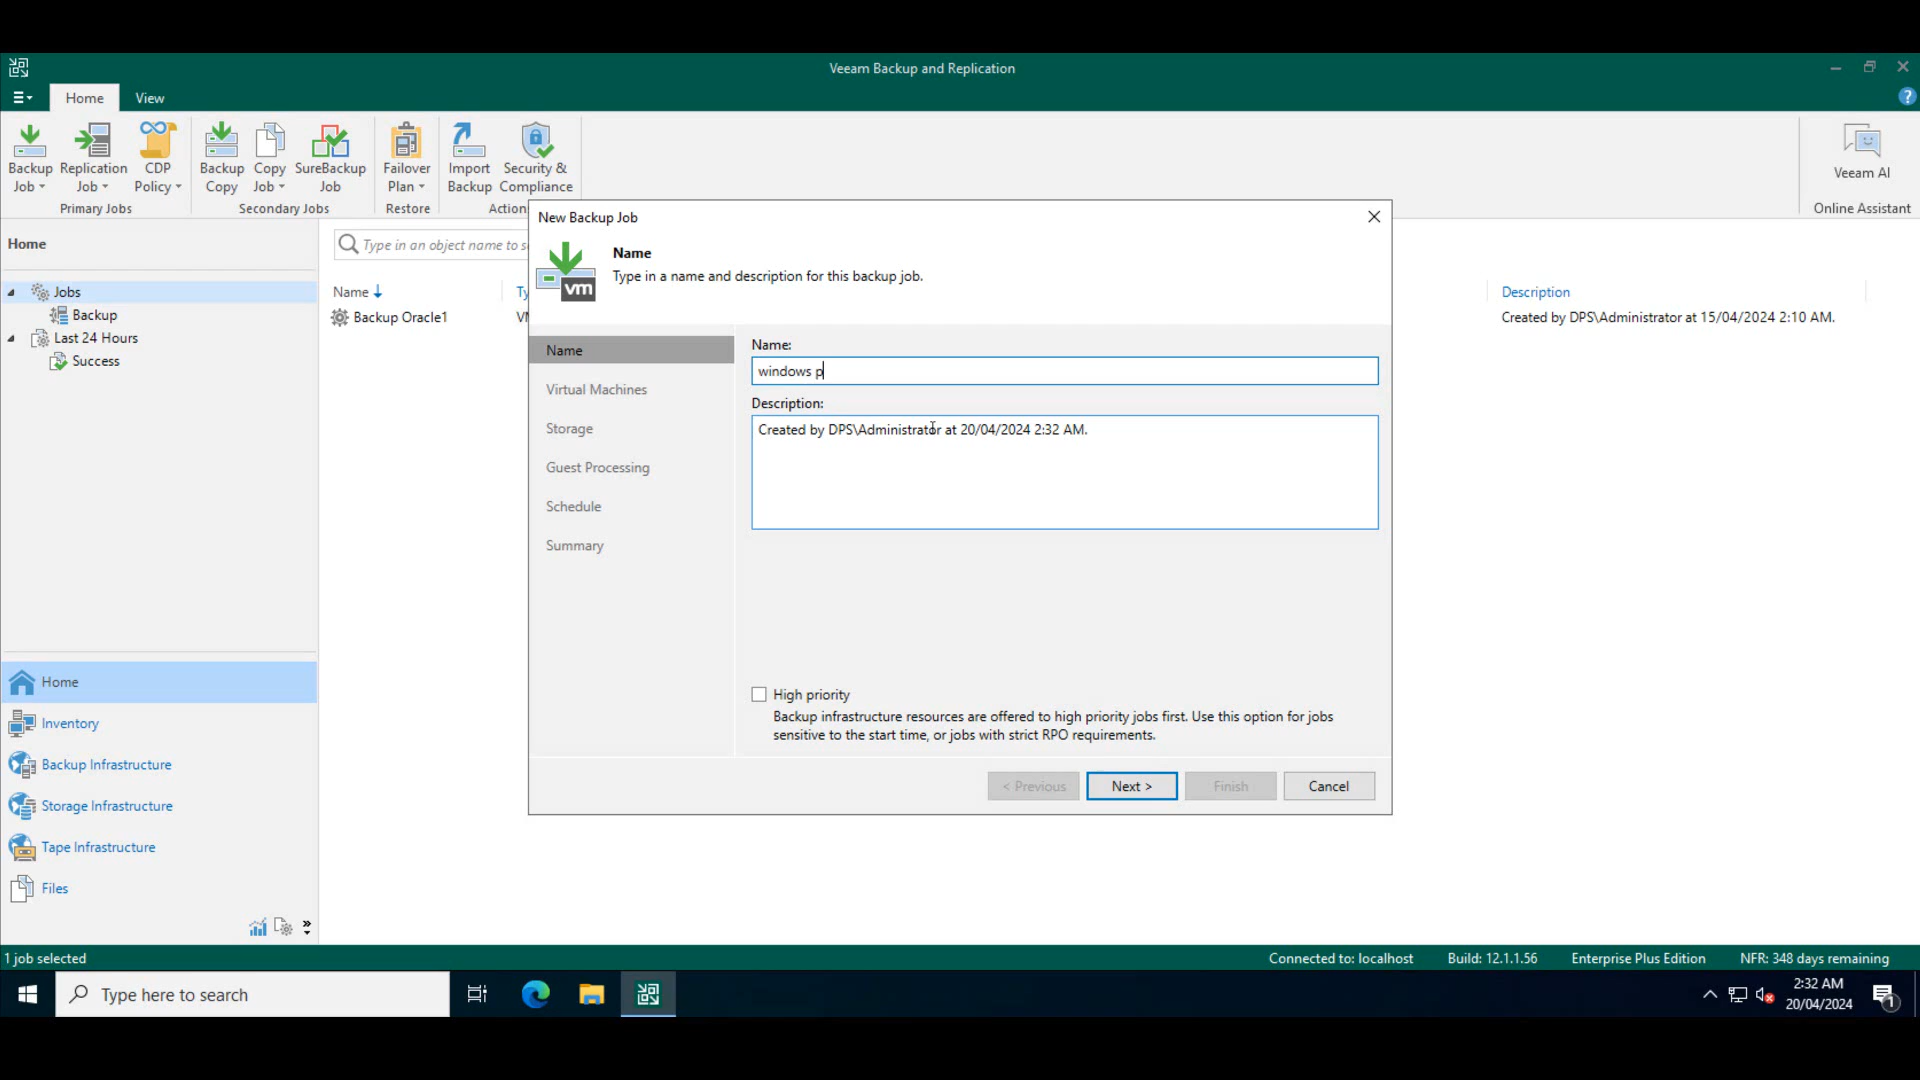 Veeam Backup and Replication
Home
View
Backup Job
Replication Job
CDP Policy
Primary Jobs
Backup Copy
Copy Job
SureBackup Job
Secondary Jobs
Failover Plan
Restore
Import Backup
Security & Compliance
Action
Veeam AI
Online Assistant
Home
Type in an object name to s
Jobs
Backup
Last 24 Hours
Success
Name
Ty
Description
Backup Oracle1
VM
Created by DPS\Administrator at 15/04/2024 2:10 AM.
New Backup Job
vm
Name
Type in a name and description for this backup job.
Name
Virtual Machines
Storage
Guest Processing
Schedule
Summary
Name:
windows p
Description:
Created by DPS\Administrator at 20/04/2024 2:32 AM.
High priority
Backup infrastructure resources are offered to high priority jobs first. Use this option for jobs
sensitive to the start time, or jobs with strict RPO requirements.
< Previous
Next >
Finish
Cancel
Home
Inventory
Backup Infrastructure
Storage Infrastructure
Tape Infrastructure
Files
1 job selected
Connected to: localhost
Build: 12.1.1.56
Enterprise Plus Edition
NFR: 348 days remaining
Type here to search
2:32 AM
20/04/2024
1